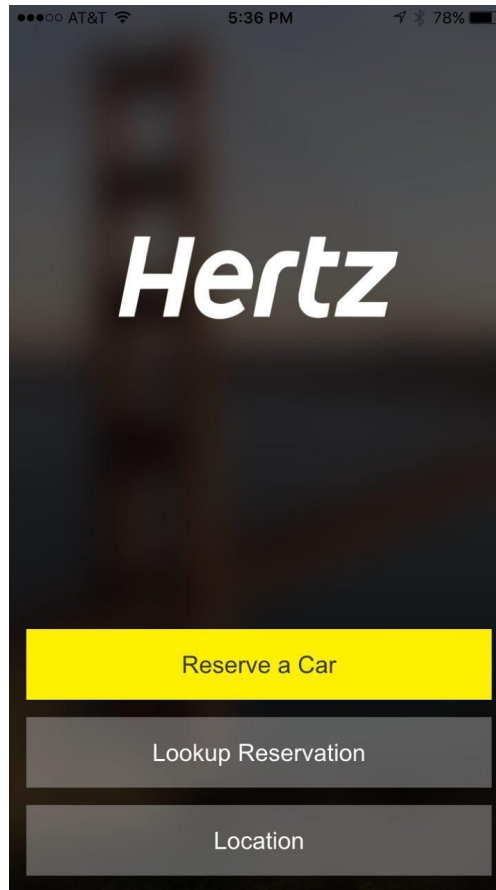 AT&T 5:36 PM 78%
Hertz
Reserve a Car
Lookup Reservation
Location